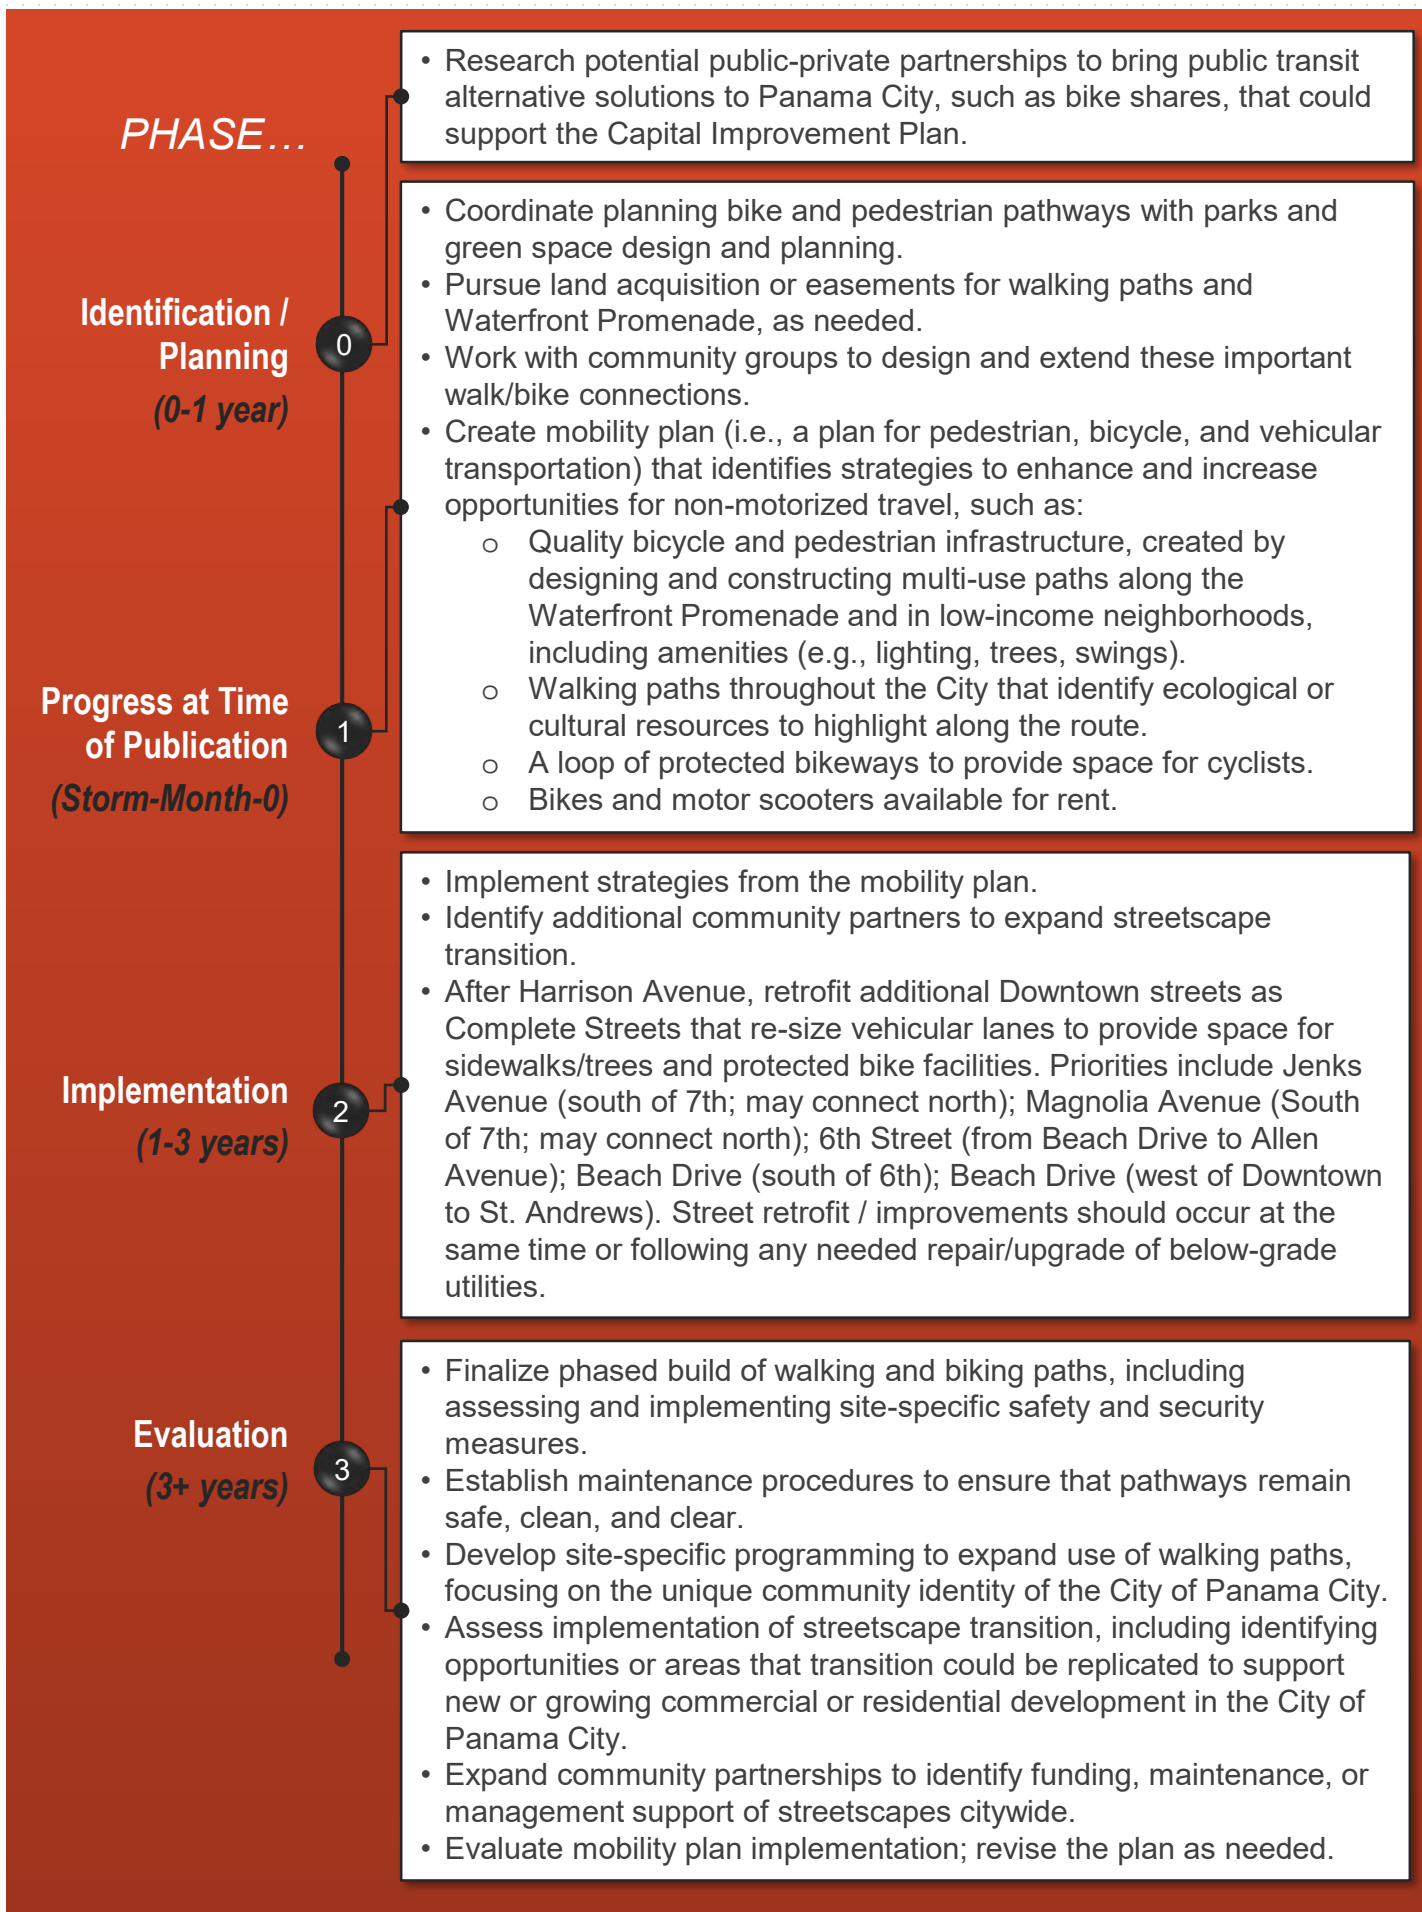 PHASE…
Identification /
Planning
(0-1 year)
0
• Research potential public-private partnerships to bring public transit
alternative solutions to Panama City, such as bike shares, that could
support the Capital Improvement Plan.
Progress at Time
of Publication
(Storm-Month-0)
1
• Coordinate planning bike and pedestrian pathways with parks and
green space design and planning.
• Pursue land acquisition or easements for walking paths and
Waterfront Promenade, as needed.
• Work with community groups to design and extend these important
walk/bike connections.
• Create mobility plan (i.e., a plan for pedestrian, bicycle, and vehicular
transportation) that identifies strategies to enhance and increase
opportunities for non-motorized travel, such as:
o Quality bicycle and pedestrian infrastructure, created by
designing and constructing multi-use paths along the
Waterfront Promenade and in low-income neighborhoods,
including amenities (e.g., lighting, trees, swings).
o Walking paths throughout the City that identify ecological or
cultural resources to highlight along the route.
o A loop of protected bikeways to provide space for cyclists.
o Bikes and motor scooters available for rent.
Implementation
(1-3 years)
2
• Implement strategies from the mobility plan.
• Identify additional community partners to expand streetscape
transition.
• After Harrison Avenue, retrofit additional Downtown streets as
Complete Streets that re-size vehicular lanes to provide space for
sidewalks/trees and protected bike facilities. Priorities include Jenks
Avenue (south of 7th; may connect north); Magnolia Avenue (South
of 7th; may connect north); 6th Street (from Beach Drive to Allen
Avenue); Beach Drive (south of 6th); Beach Drive (west of Downtown
to St. Andrews). Street retrofit / improvements should occur at the
same time or following any needed repair/upgrade of below-grade
utilities.
Evaluation
(3+ years)
3
• Finalize phased build of walking and biking paths, including
assessing and implementing site-specific safety and security
measures.
• Establish maintenance procedures to ensure that pathways remain
safe, clean, and clear.
• Develop site-specific programming to expand use of walking paths,
focusing on the unique community identity of the City of Panama City.
• Assess implementation of streetscape transition, including identifying
opportunities or areas that transition could be replicated to support
new or growing commercial or residential development in the City of
Panama City.
• Expand community partnerships to identify funding, maintenance, or
management support of streetscapes citywide.
• Evaluate mobility plan implementation; revise the plan as needed.